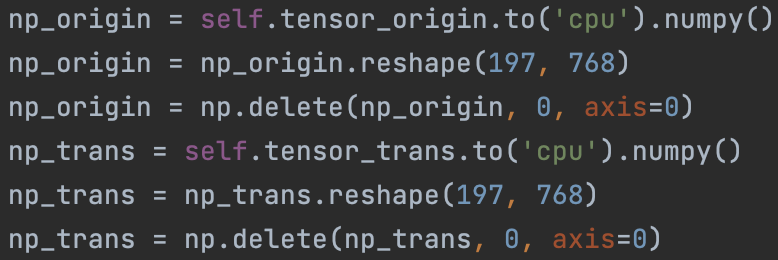 np_origin = self.tensor_origin.to('cpu').numpy()
np_origin = np_origin.reshape(197, 768)
np_origin = np.delete(np_origin, 0, axis=0)
np_trans = self.tensor_trans.to('cpu').numpy()
np_trans = np_trans.reshape(197, 768)
np_trans = np.delete(np_trans, 0, axis=0)